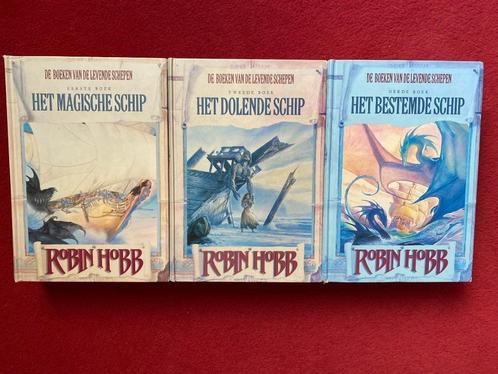 DE BOEKEN VAN DE LEVENDE SCHEPEN
EERSTE BOEK
HET MAGISCHE SCHIP
ROBIN HOBB
DE BOEKEN VAN DE LEVENDE SCHEPEN
TWEEDE BOEK
HET DOLENDE SCHIP
ROBIN HOBB
DE BOEKEN VAN DE LEVENDE SCHEPEN
DERDE BOEK
HET BESTEMDE SCHIP
ROBIN HOBB